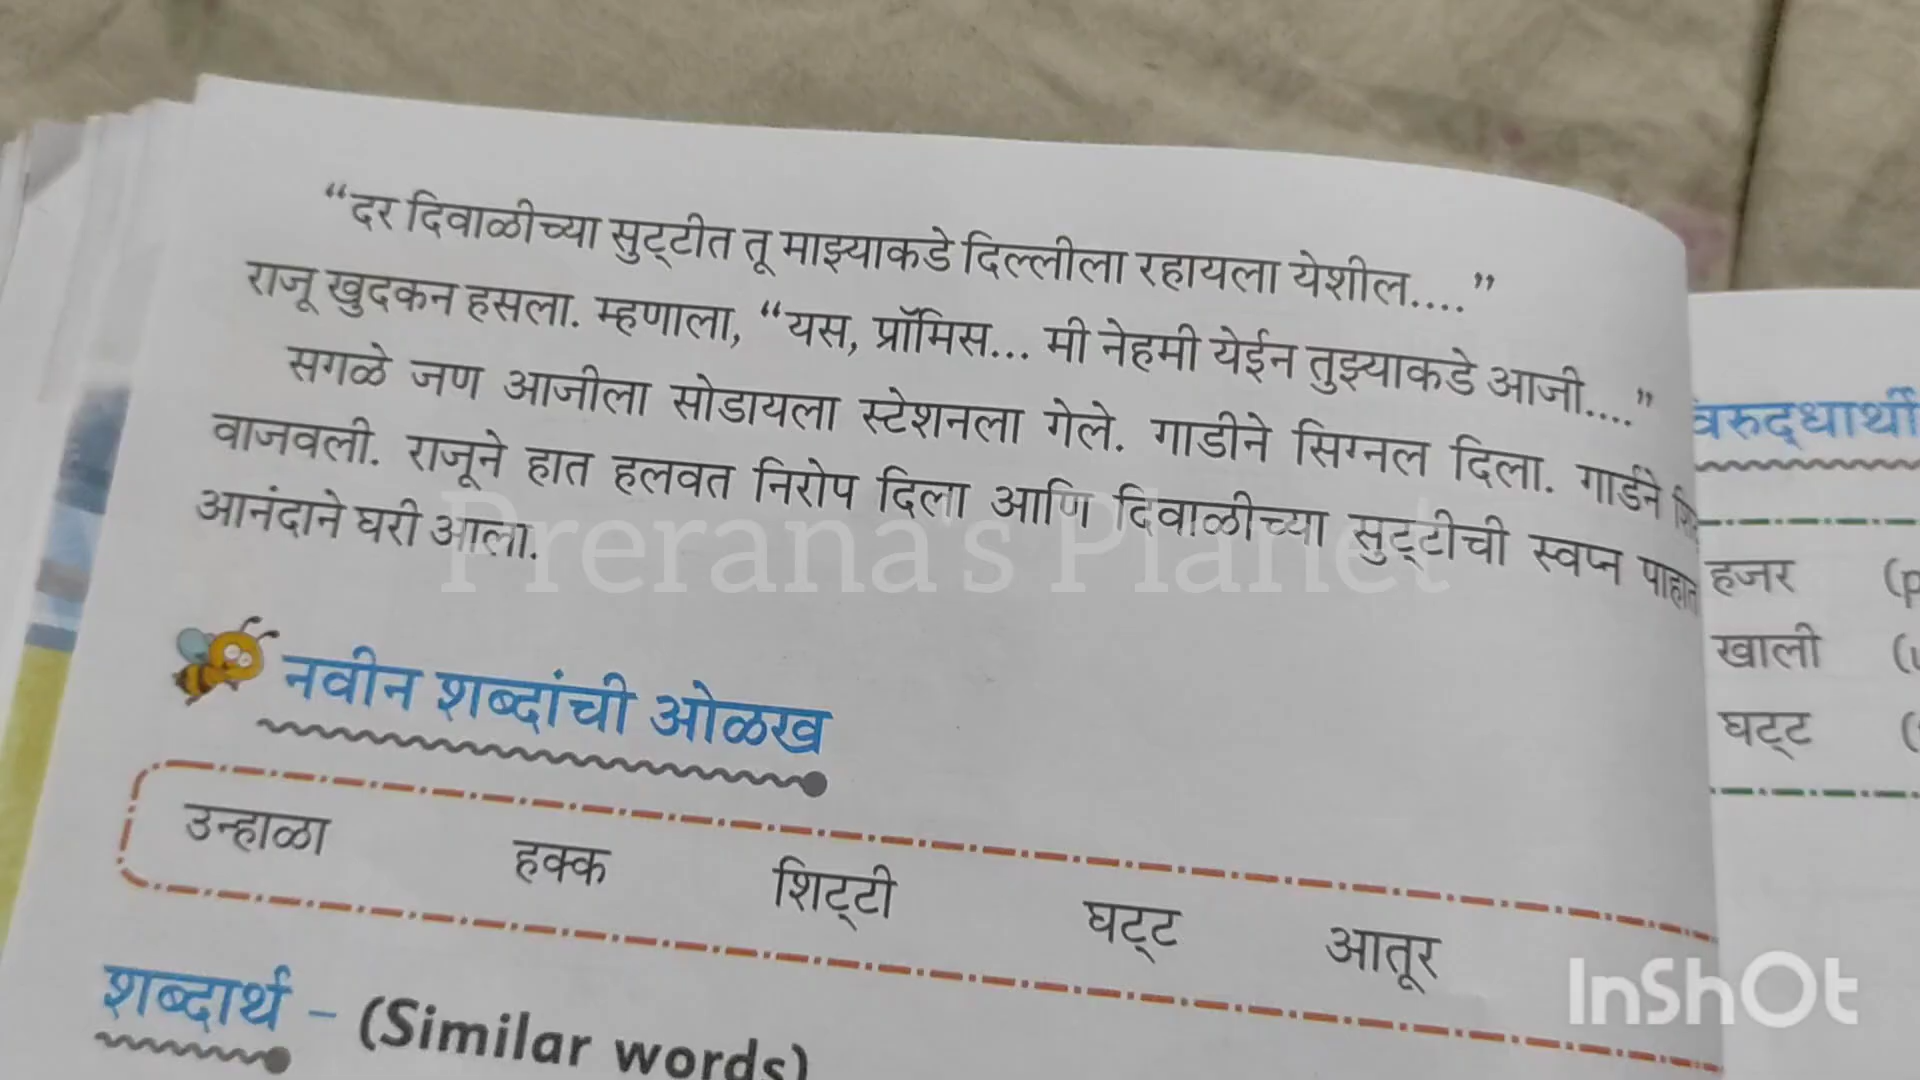 “दर दिवाळीच्या सुट्‌टीत तू माझ्याकडे दिल्लीला रहायला येशील....”
राजू खुदकन हसला. म्हणाला, “यस, प्रॉमिस... मी नेहमी येईन तुझ्याकडे आजी....”
सगळे जण आजीला सोडायला स्टेशनला गेले. गाडीने सिग्नल दिला. गार्डने
वाजवली. राजूने हात हलवत निरोप दिला आणि दिवाळीच्या सुट्‌टीची स्वप्न
आनंदाने घरी आला.
Prerana's Planet
नवीन शब्दांची ओळख
उन्हाळा हक्क शिट्‌टी घट्‌ट आतूर
शब्दार्थ – (Similar words)
हजर
खाली
घट्‌ट
InShOt